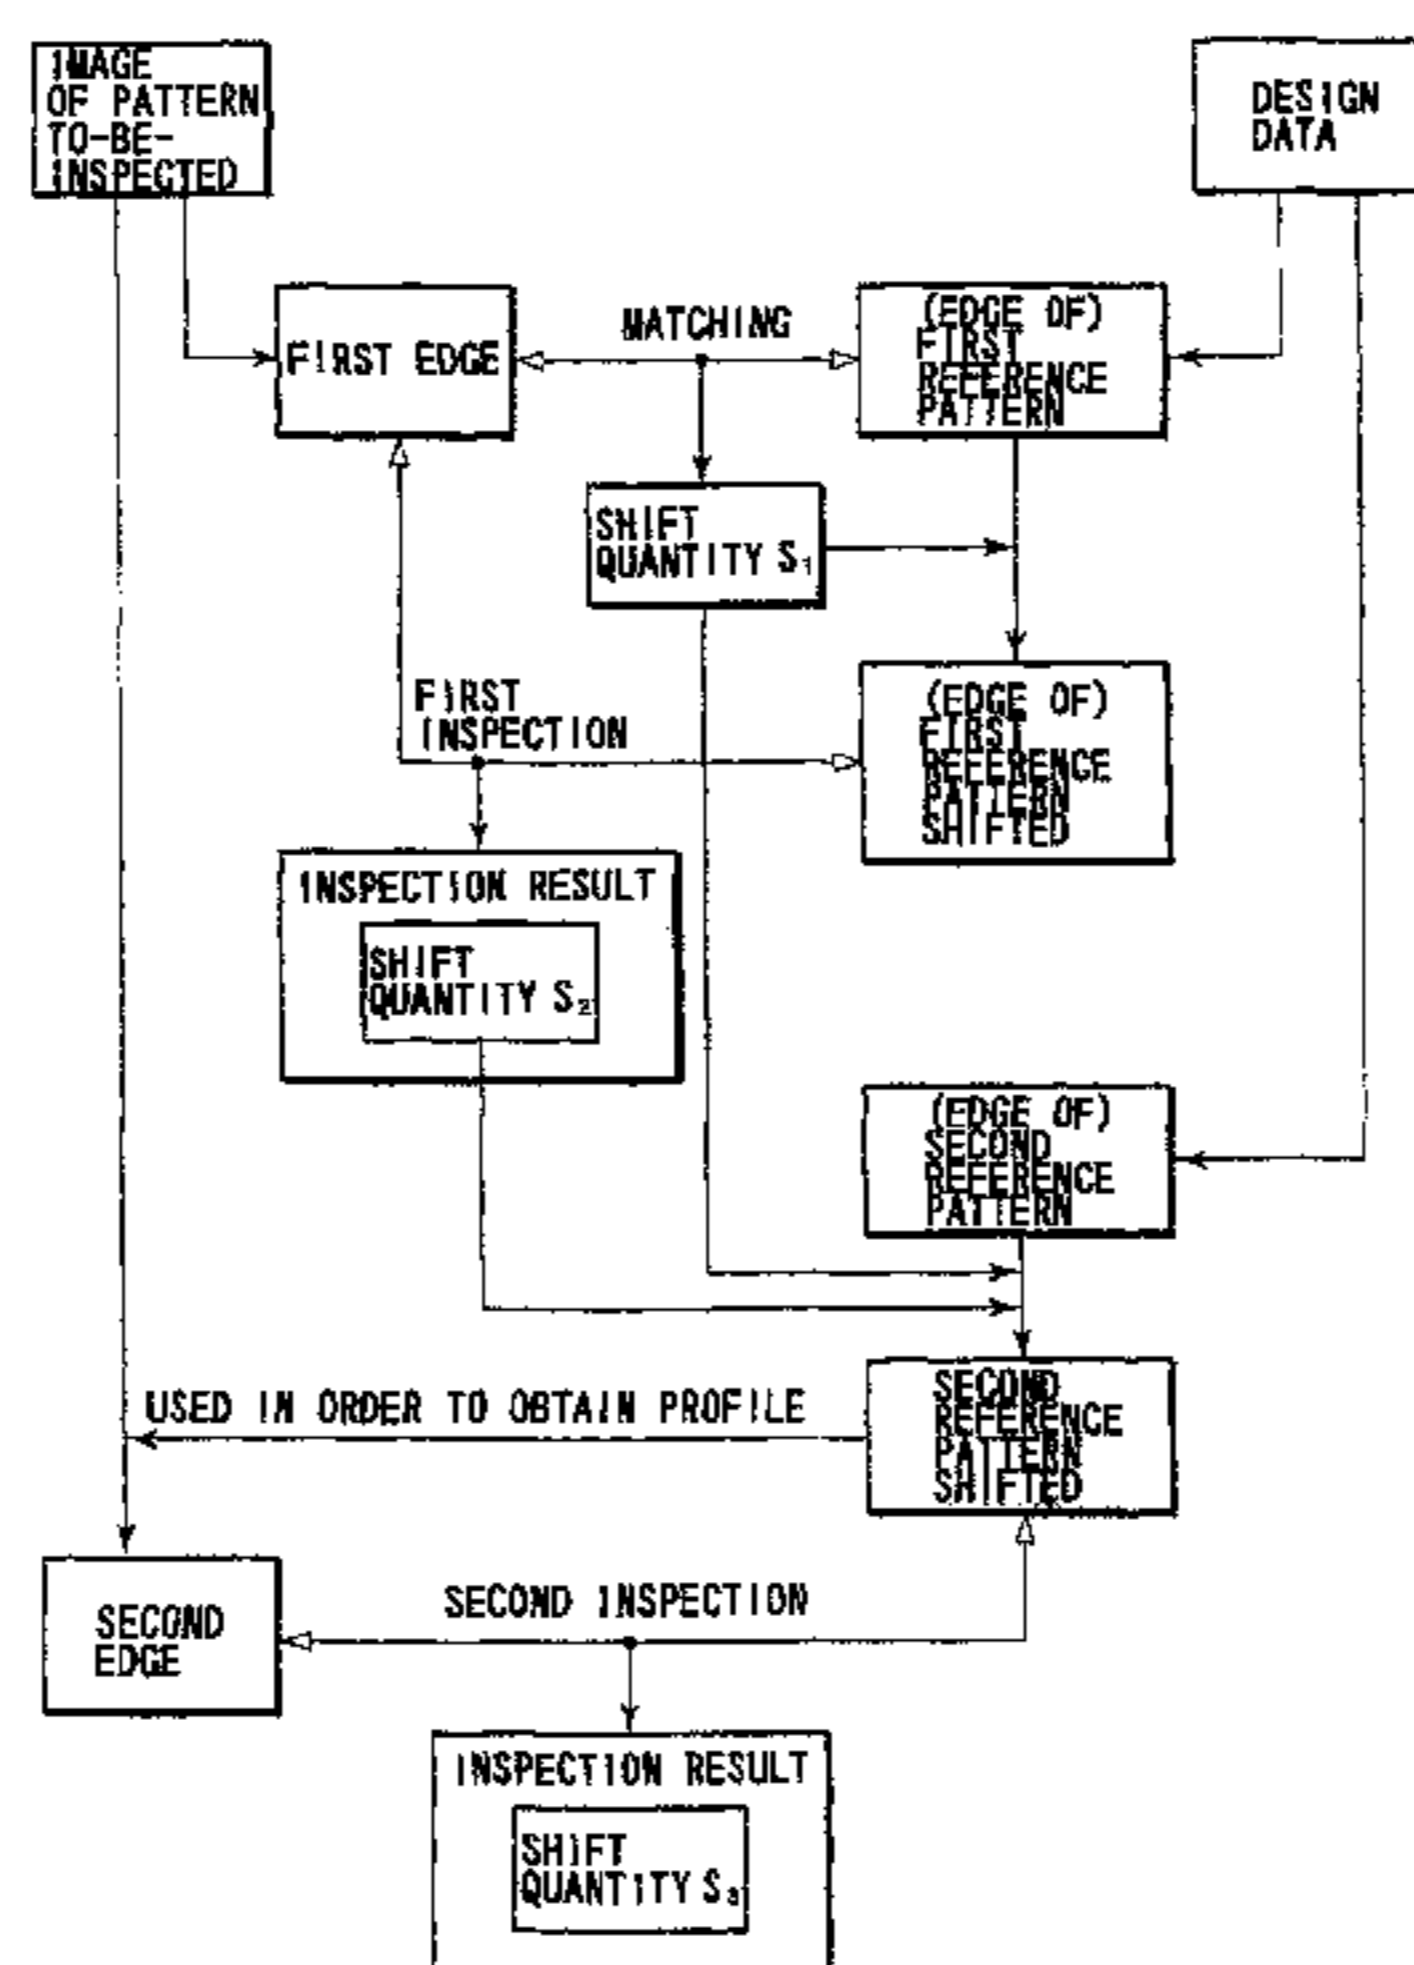 IMAGE
OF PATTERN
TO-BE-
INSPECTED
DESIGN
DATA
FIRST EDGE
MATCHING
(EDGE OF)
FIRST
REFERENCE
PATTERN
SHIFT
QUANTITY S₁
FIRST
INSPECTION
(EDGE OF)
FIRST
REFERENCE
PATTERN
SHIFTED
INSPECTION RESULT
SHIFT
QUANTITY S₂
(EDGE OF)
SECOND
REFERENCE
PATTERN
USED IN ORDER TO OBTAIN PROFILE
SECOND
REFERENCE
PATTERN
SHIFTED
SECOND
EDGE
SECOND INSPECTION
INSPECTION RESULT
SHIFT
QUANTITY S₃